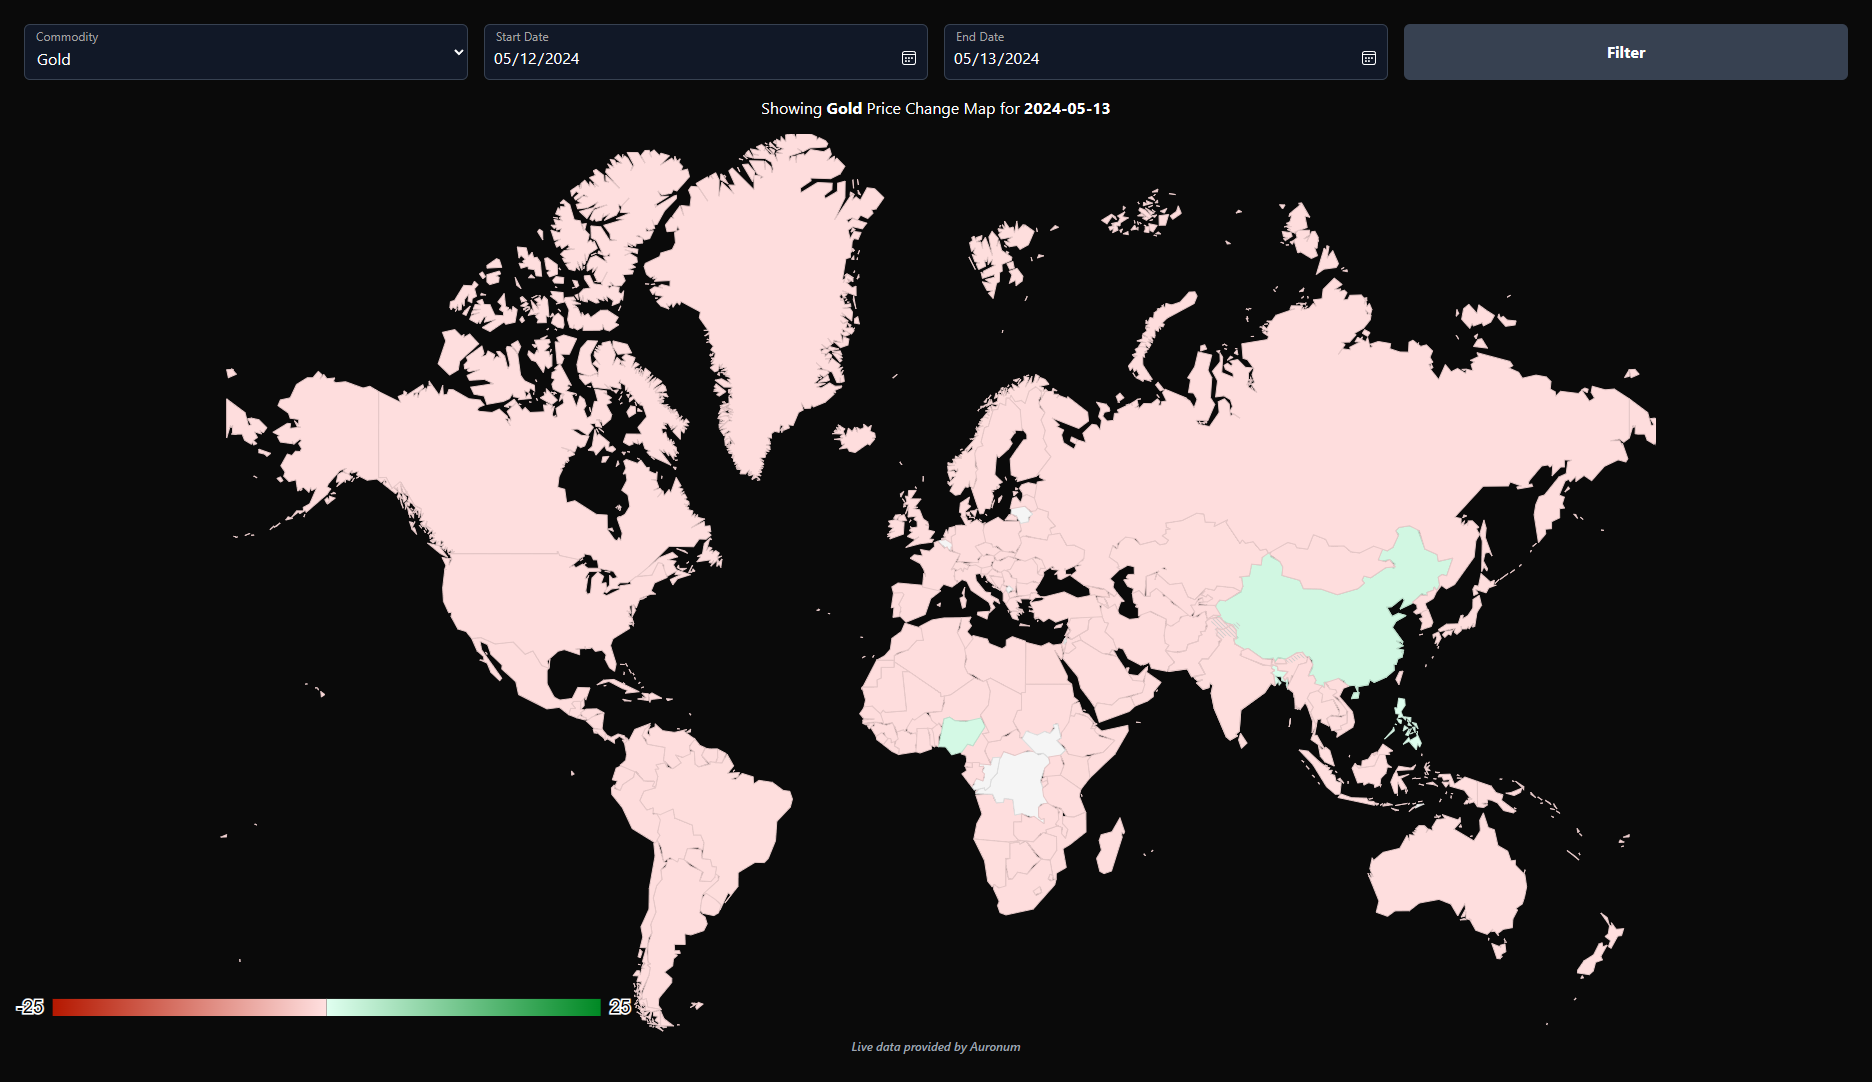 Commodity
Gold
Start Date
05/12/2024
End Date
05/13/2024
Filter
Showing Gold Price Change Map for 2024-05-13
-25
25
Live data provided by Auronum